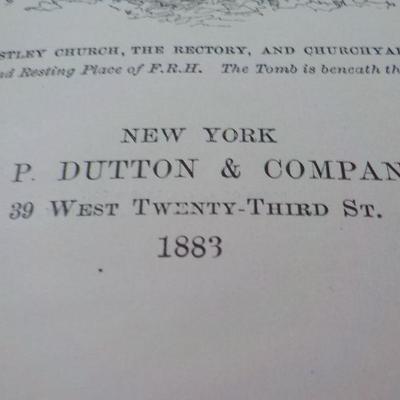 STLEY CHURCH, THE RECTORY, AND CHURCHYA
nd Resting Place of F.R.H. The Tomb is beneath th
NEW YORK
P. DUTTON & COMPAN
39 WEST TWENTY-THIRD ST.
1883